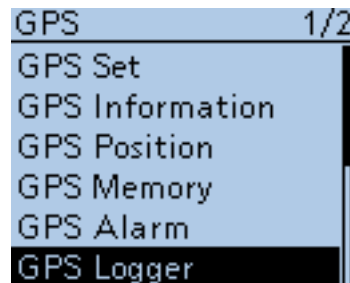 GPS 1/2
GPS Set
GPS Information
GPS Position
GPS Memory
GPS Alarm
GPS Logger